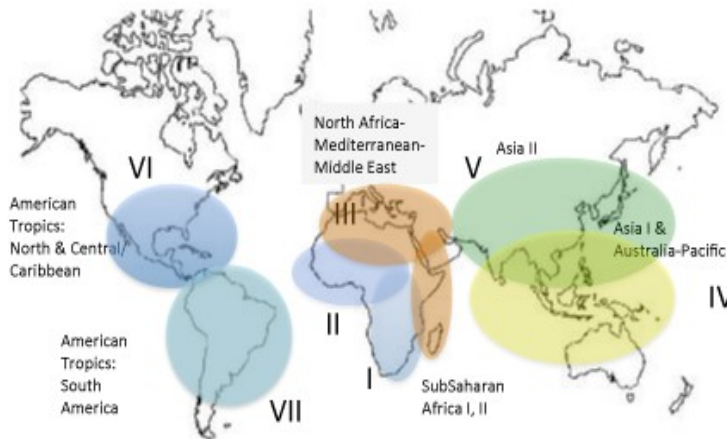 North Africa-
Mediterranean-
Middle East
VI
V
Asia II
American
Tropics:
North & Central/
Caribbean
III
Asia I &
Australia-Pacific
IV
II
American
Tropics:
South
America
I
SubSaharan
Africa I, II
VII